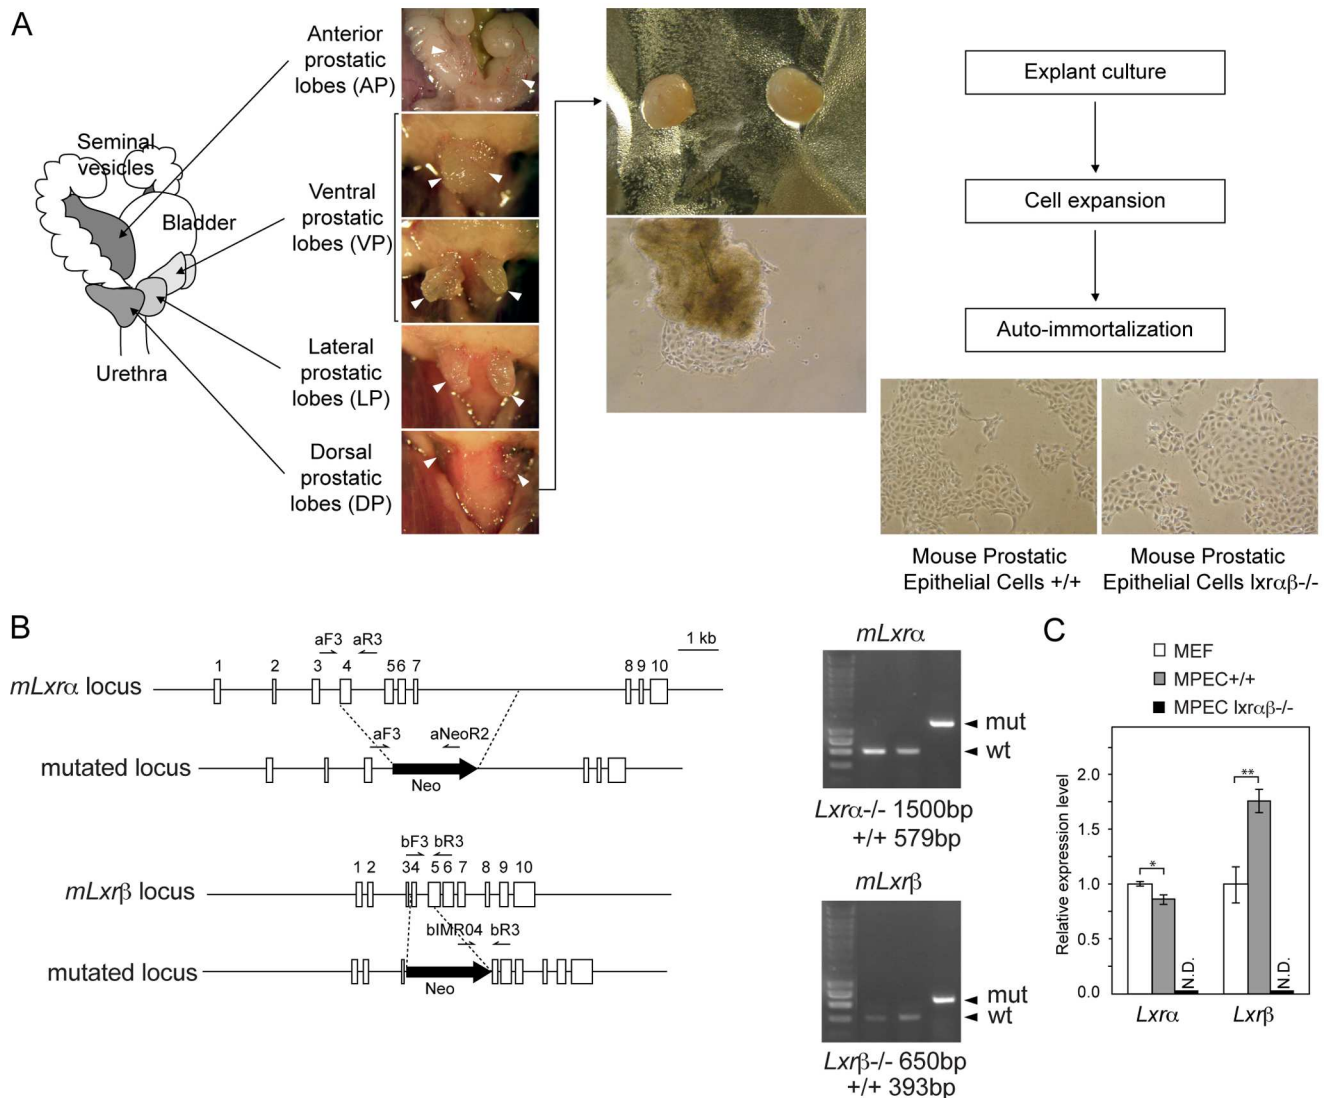 A
Anterior
prostatic
lobes (AP)
Seminal
vesicles
Bladder
Ventral
prostatic
lobes (VP)
Lateral
prostatic
lobes (LP)
Urethra
Dorsal
prostatic
lobes (DP)
Explant culture
Cell expansion
Auto-immortalization
Mouse Prostatic
Epithelial Cells +/+
Mouse Prostatic
Epithelial Cells lxrαβ-/-
B
aF3 aR3
1 kb
1 2 3 4 5 6 7 8 9 10
mLxrα locus
aF3 aNeoR2
mutated locus
Neo
bF3 bR3
1 2 3 4 5 6 7 8 9 10
mLxrβ locus
bIMR04 bR3
mutated locus
Neo
mLxrα
mut
wt
Lxrα-/- 1500bp
+/+ 579bp
mLxrβ
mut
wt
Lxrβ-/- 650bp
+/+ 393bp
C
MEF
MPEC+/+
MPEC lxrαβ-/-
Relative expression level
2.0
1.5
1.0
0.5
0.0
*
**
N.D.
N.D.
Lxrα
Lxrβ